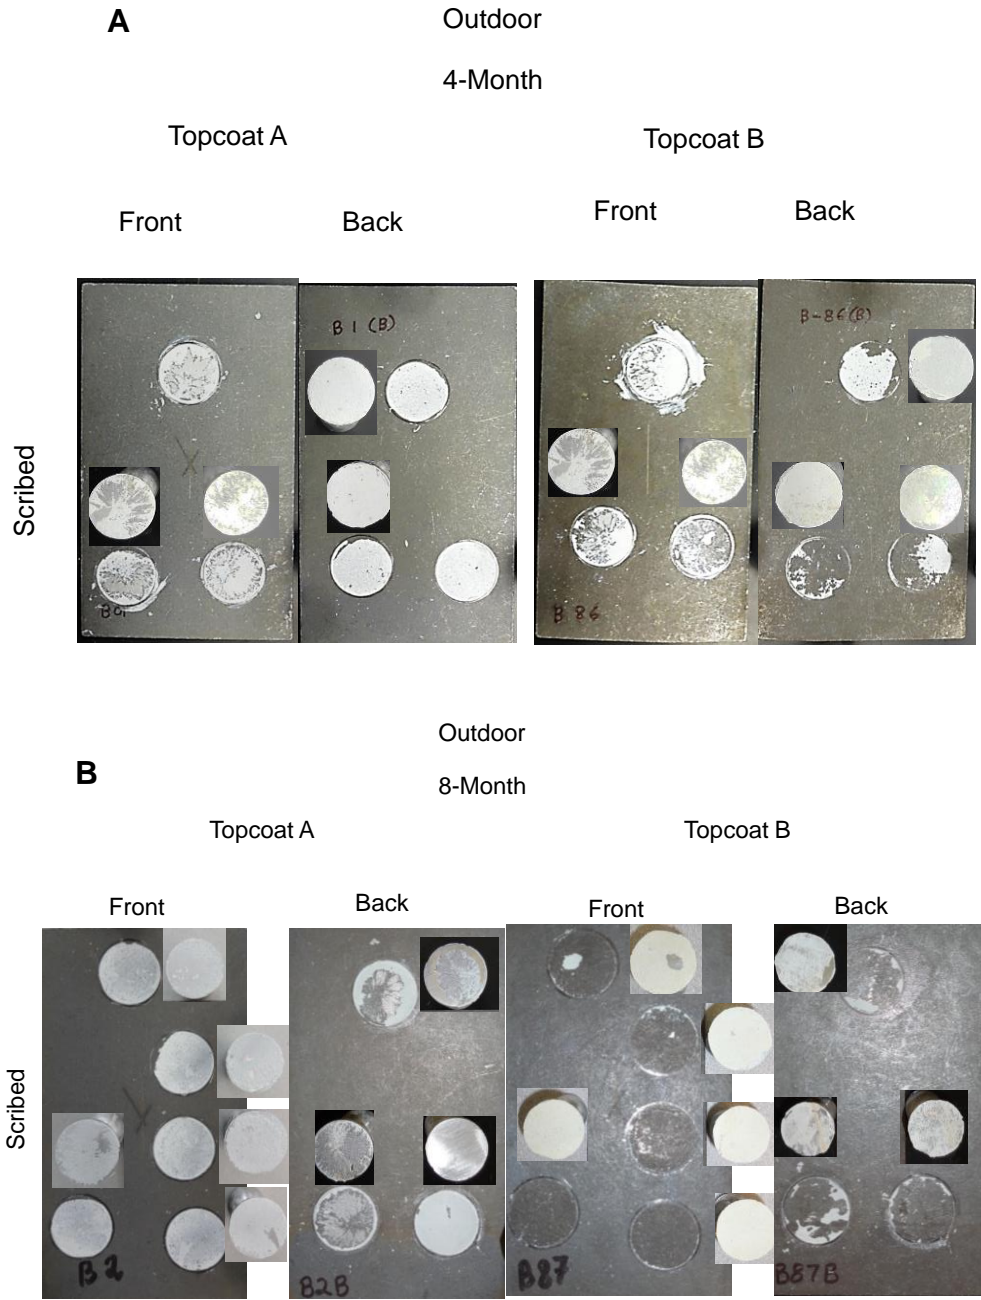 A
Outdoor
4-Month
Topcoat A
Topcoat B
Front
Back
Front
Back
Scribed
B 1 (B)
B-86(B)
B 86
B
Outdoor
8-Month
Topcoat A
Topcoat B
Front
Back
Front
Back
Scribed
B2
B2B
B87
B87B